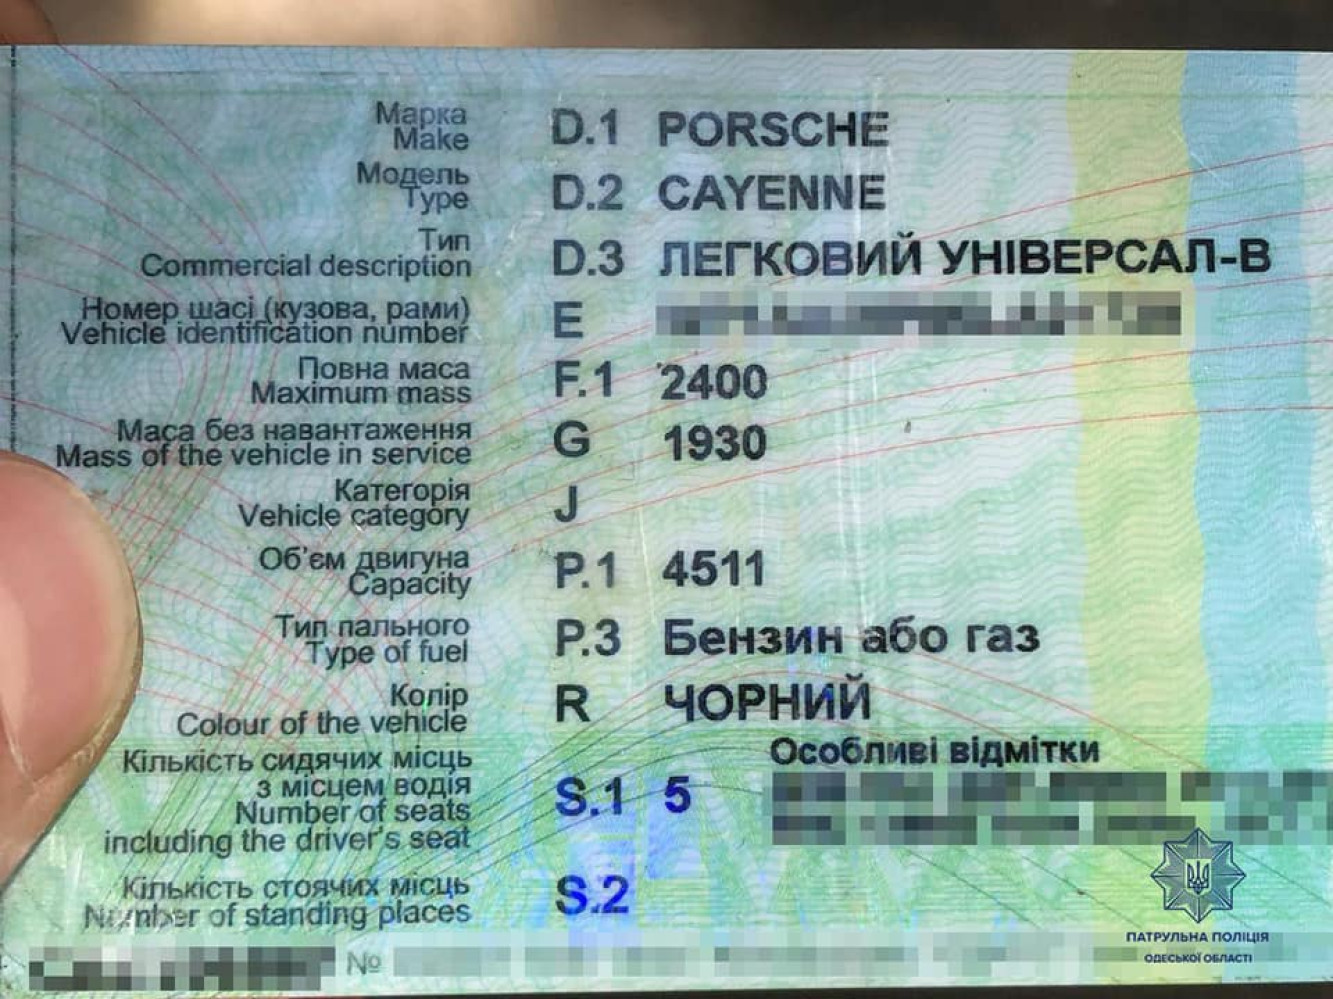 Марка
Make D.1 PORSCHE
Модель
Type D.2 CAYENNE
Тип
Commercial description D.3 ЛЕГКОВИЙ УНІВЕРСАЛ-В
Номер шасі (кузова, рами)
Vehicle identification number E
Повна маса
Maximum mass F.1 2400
Маса без навантаження
Mass of the vehicle in service G 1930
Категорія
Vehicle category J
Об'єм двигуна
Capacity P.1 4511
Тип пального
Type of fuel P.3 Бензин або газ
Колір
Colour of the vehicle R ЧОРНИЙ
Кількість сидячих місць
з місцем водія
Number of seats
including the driver's seat S.1 5
Особливі відмітки
Кількість стоячих місць
Number of standing places S.2
№
ПАТРУЛЬНА ПОЛІЦІЯ
ОДЕСЬКОЇ ОБЛАСТІ